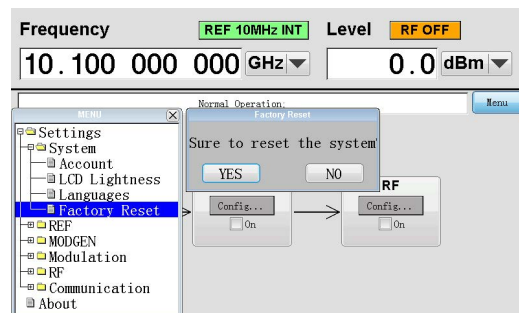 Frequency REF 10MHz INT Level RF OFF
10.100 000 000 GHz 0.0 dBm
Normal Operation: Menu
MENU
Factory Reset
Settings
System
Account
LCD Lightness
Languages
Factory Reset
REF
MODGEN
Modulation
RF
Communication
About
Sure to reset the system'
YES NO
RF
Config... Config...
On On